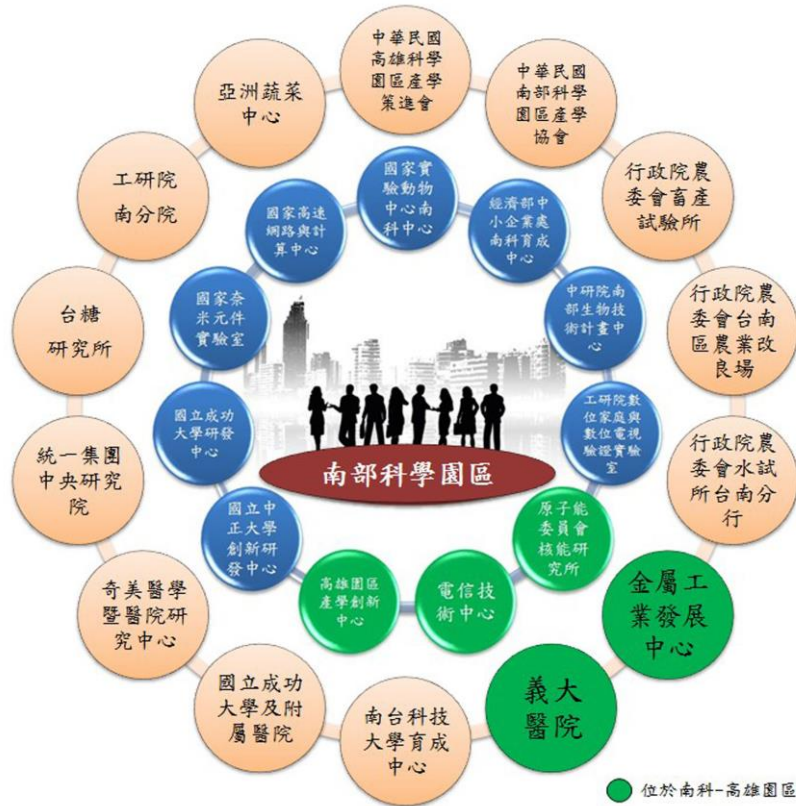 中華民國
高雄科學
園區產學
策進會
中華民國
南部科學
園區產學
協會
行政院農
委會畜產
試驗所
行政院農
委會台南
區農業改
良場
行政院農
委會水試
所台南分
行
金屬工
業發展
中心
義大
醫院
南台科技
大學育成
中心
國立成功
大學及附
屬醫院
奇美醫學
暨醫院研
究中心
統一集團
中央研究
院
台糖
研究所
工研院
南分院
亞洲蔬菜
中心
國家實
驗動物
中心南
科中心
經濟部中
小企業處
南科育成
中心
中研院南
部生物技
術計畫中
心
工研院數
位家庭與
數位電視
驗證實驗
室
原子能
委員會
核能研
究所
電信技
術中心
高雄園區
產學創新
中心
國立中
正大學
創新研
發中心
國立成功
大學研發
中心
國家奈
米元件
實驗室
國家高速
網路與計
算中心
南部科學園區
位於南科-高雄園區